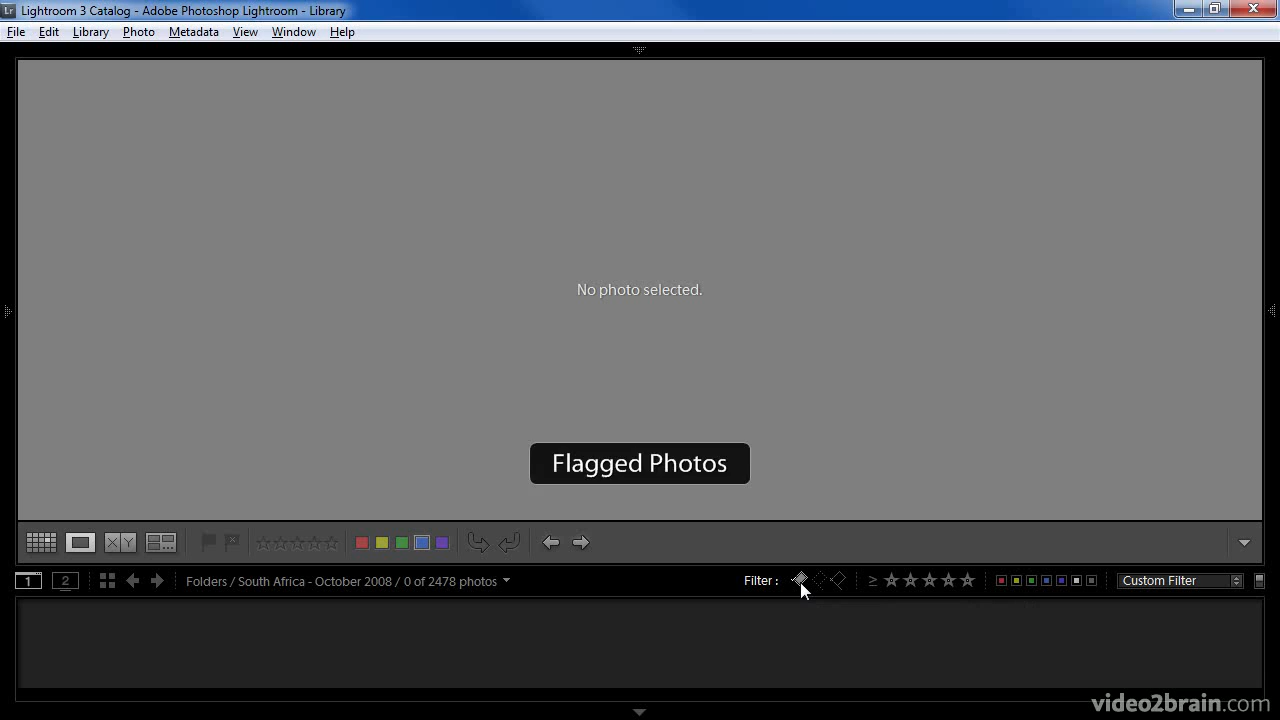 Lr Lightroom 3 Catalog - Adobe Photoshop Lightroom - Library
File Edit Library Photo Metadata View Window Help
No photo selected.
Flagged Photos
X Y
1 2 Folders / South Africa - October 2008 / 0 of 2478 photos Filter : ≥ Custom Filter
video2brain.com